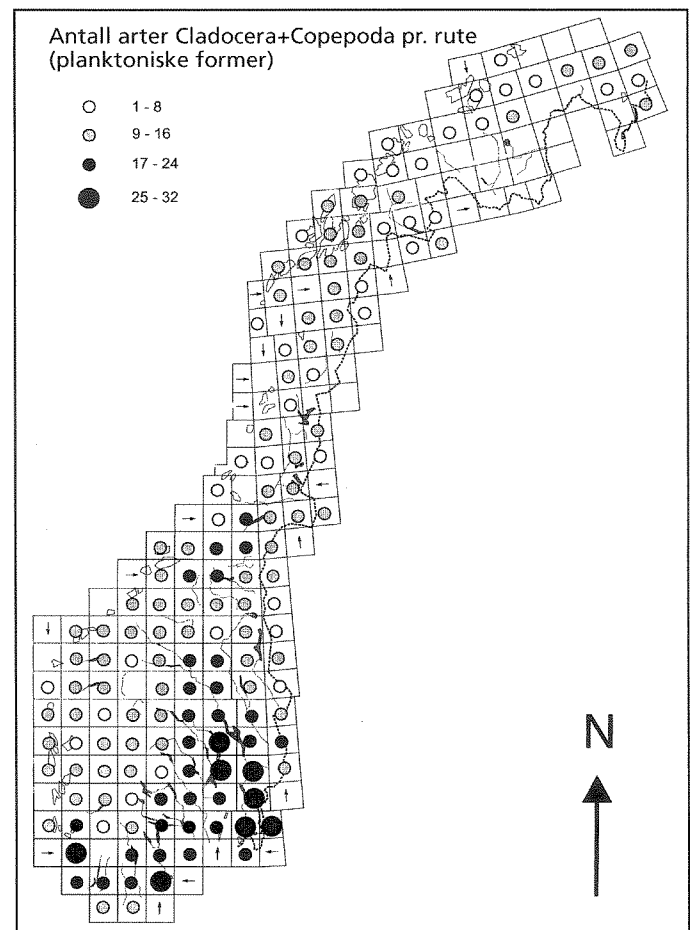 Antall arter Cladocera+Copepoda pr. rute
(planktoniske former)
1 - 8
9 - 16
17 - 24
25 - 32
N